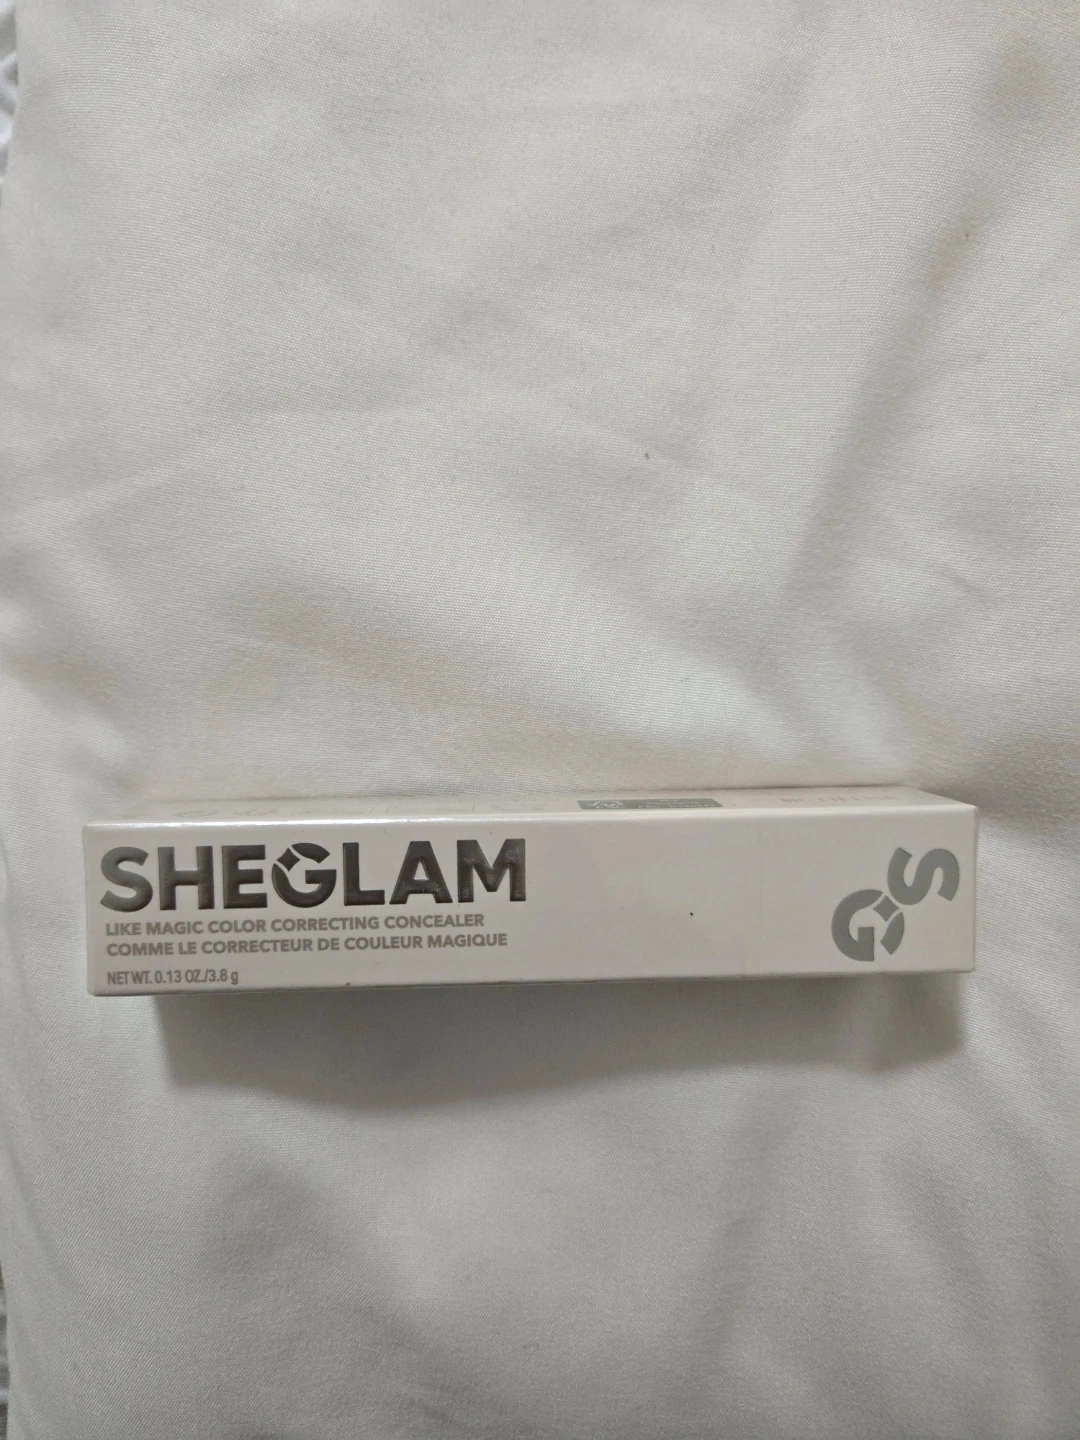 SHEGLAM
LIKE MAGIC COLOR CORRECTING CONCEALER
COMME LE CORRECTEUR DE COULEUR MAGIQUE
NET WT. 0.13 OZ./3.8 g
SG